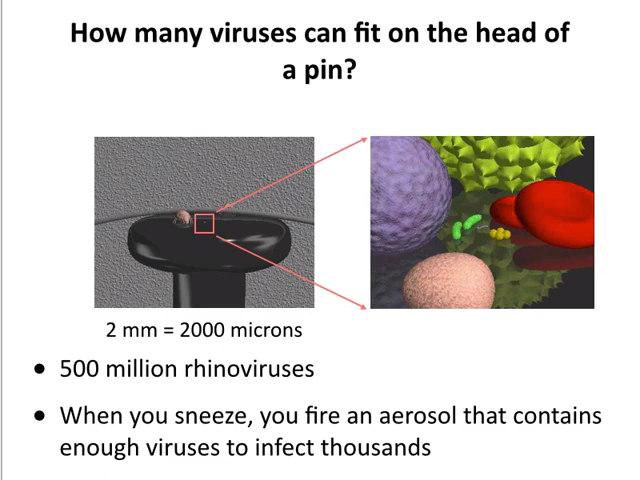 How many viruses can fit on the head of
a pin?
2 mm = 2000 microns
• 500 million rhinoviruses
• When you sneeze, you fire an aerosol that contains
enough viruses to infect thousands